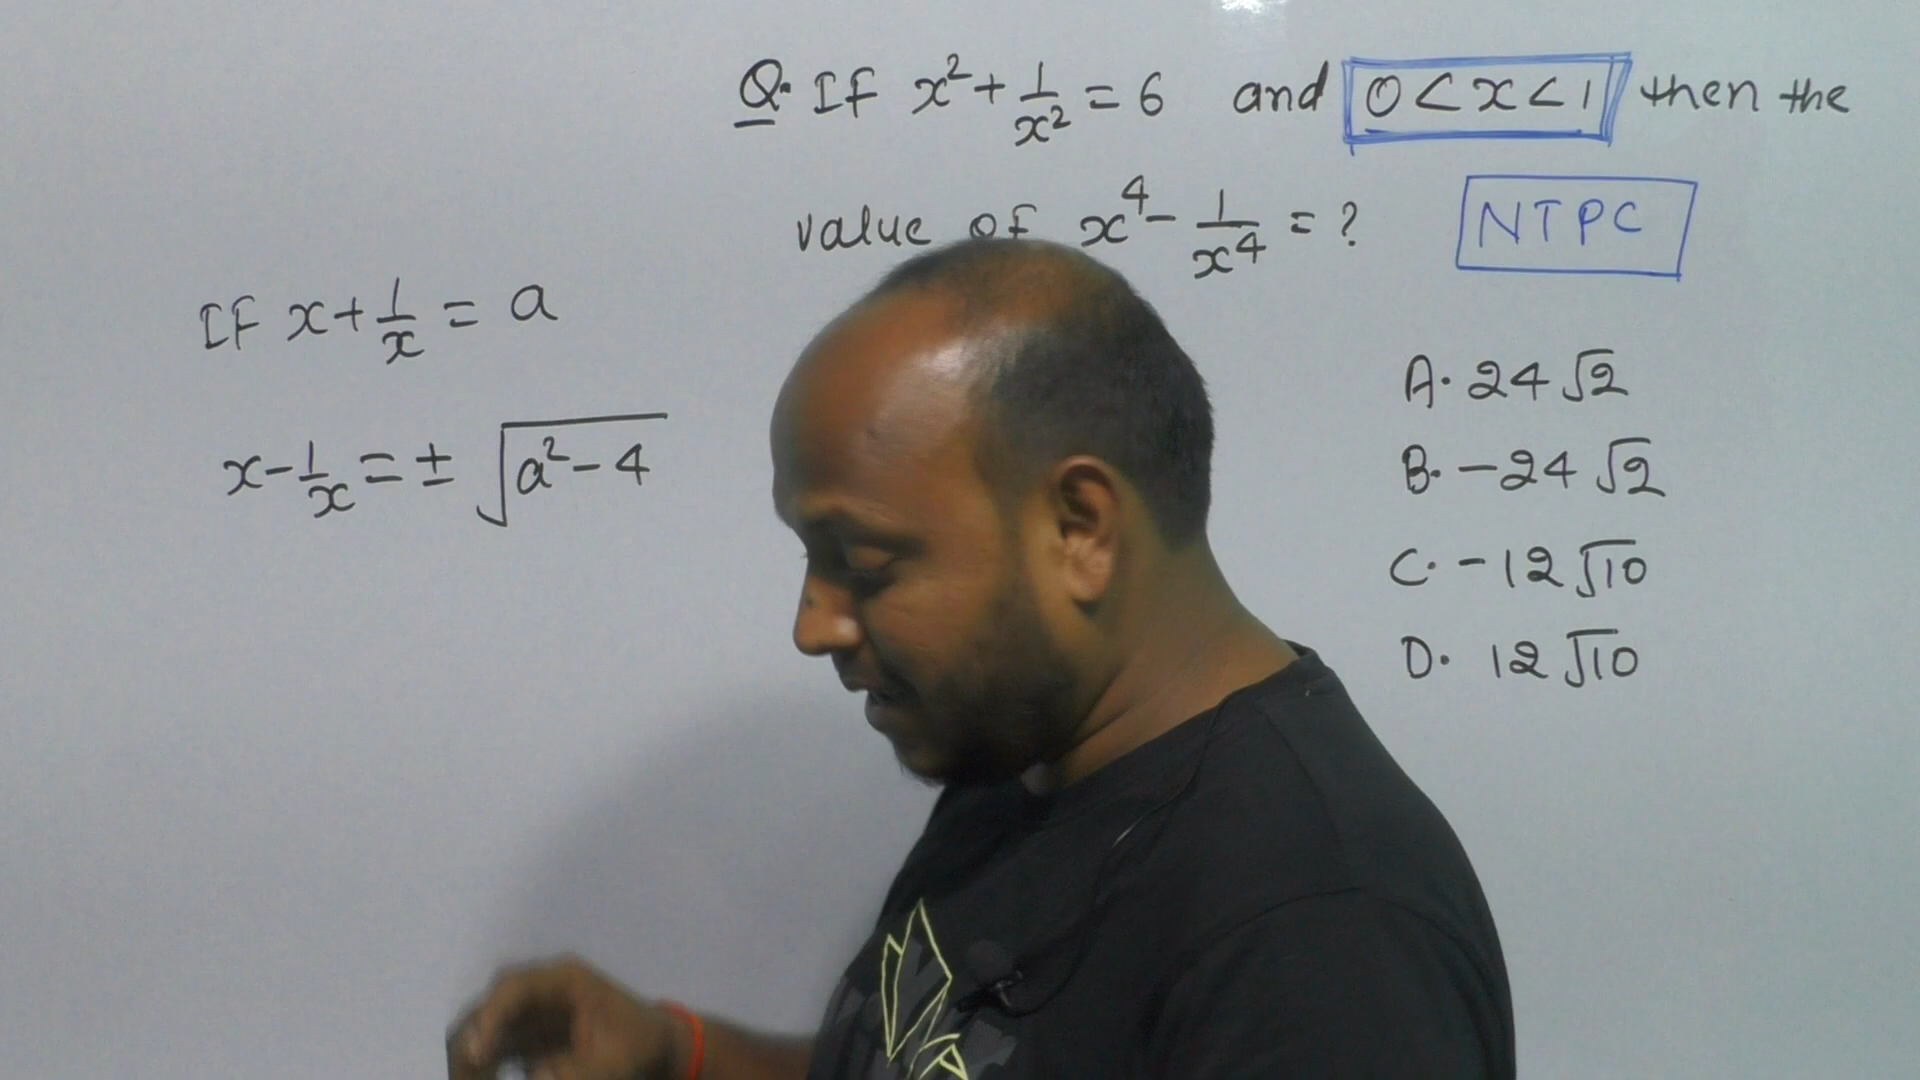 Q. If x² + 1/x² = 6 and 0 < x < 1 then the
value of x⁴ - 1/x⁴ = ?
NTPC
If x + 1/x = a
x - 1/x = ± √(a² - 4)
A. 24√2
B. -24√2
C. -12√10
D. 12√10